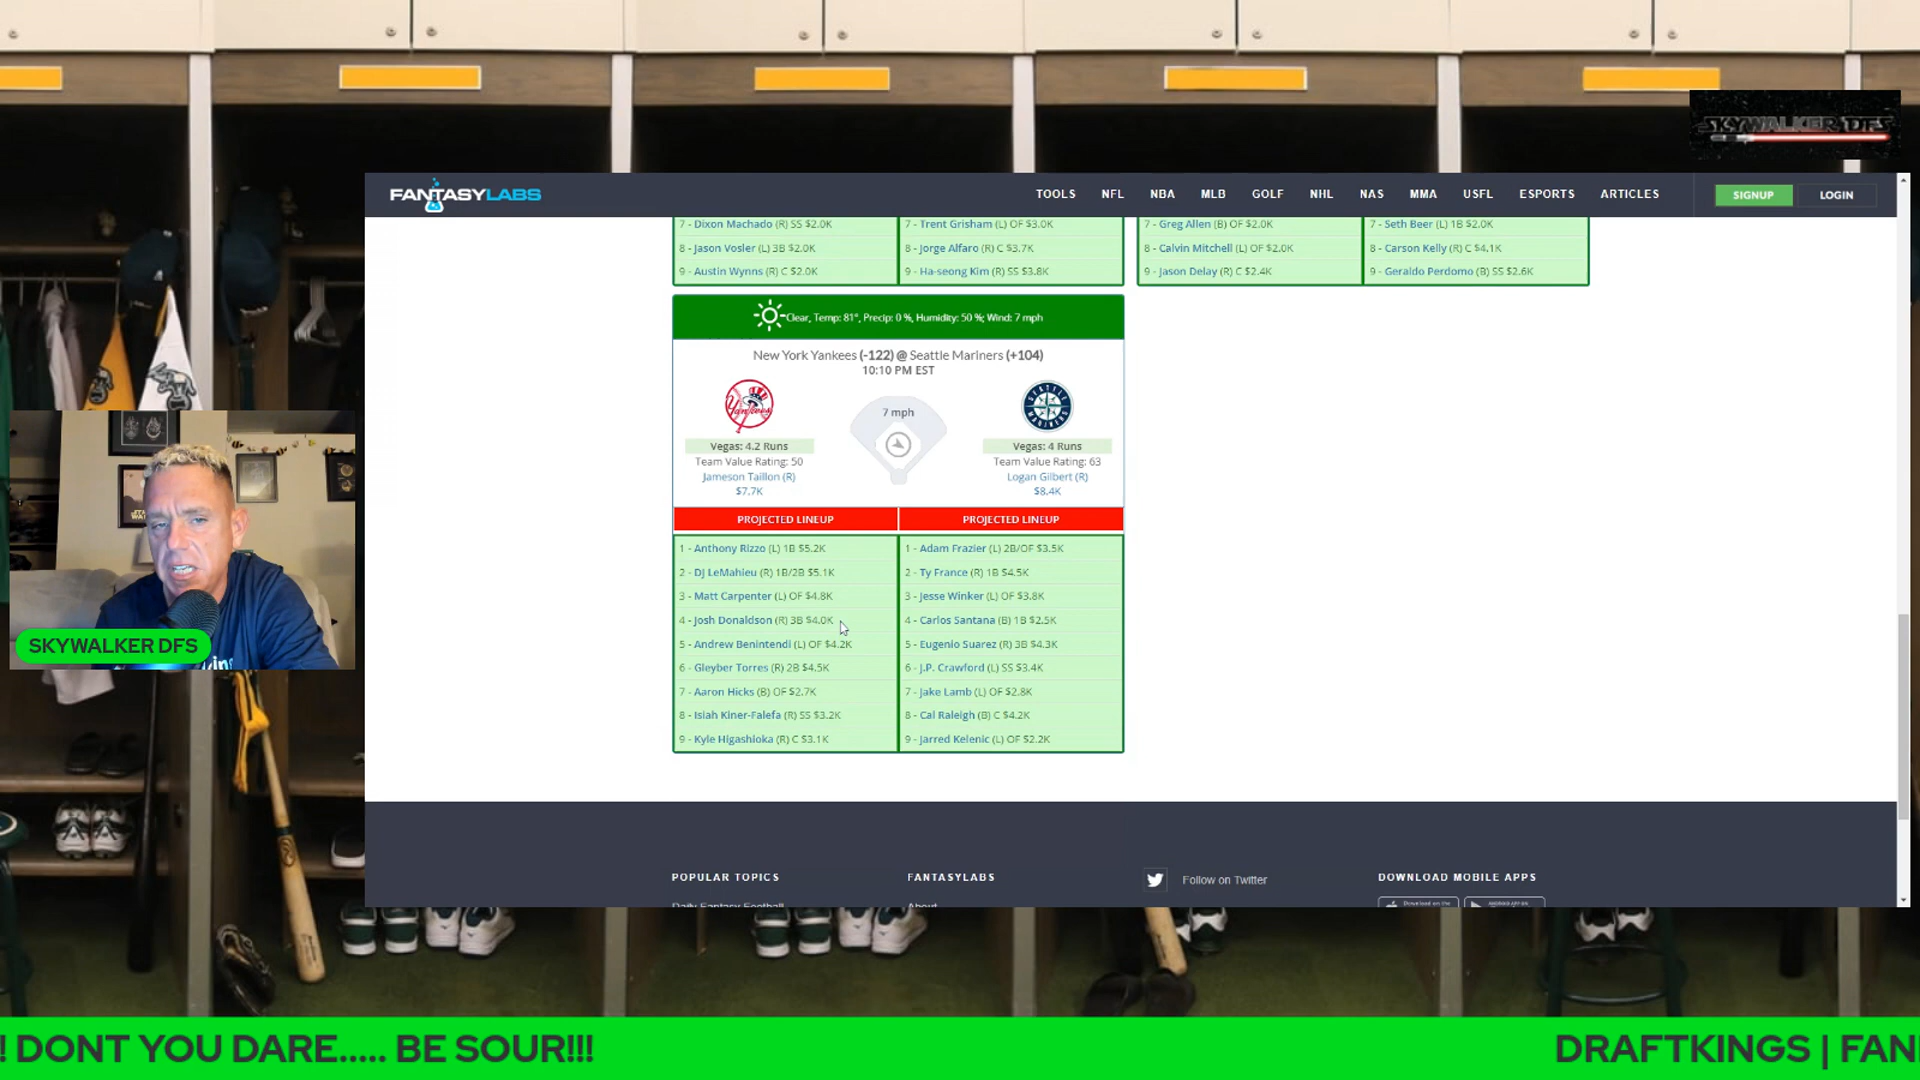 SKYWALKER DFS
FANTASYLABS
TOOLS NFL NBA MLB GOLF NHL NAS MMA USFL ESPORTS ARTICLES SIGNUP LOGIN
7 - Dixon Machado (R) SS $2.0K
8 - Jason Vosler (L) 3B $2.0K
9 - Austin Wynns (R) C $2.0K
7 - Trent Grisham (L) OF $3.0K
8 - Jorge Alfaro (R) C $3.7K
9 - Ha-seong Kim (R) SS $3.8K
7 - Greg Allen (B) OF $2.0K
8 - Calvin Mitchell (L) OF $2.0K
9 - Jason Delay (R) C $2.4K
7 - Seth Beer (L) 1B $2.0K
8 - Carson Kelly (R) C $4.1K
9 - Geraldo Perdomo (B) SS $2.6K
Clear, Temp: 81°, Precip: 0 %, Humidity: 50 %; Wind: 7 mph
New York Yankees (-122) @ Seattle Mariners (+104)
10:10 PM EST
7 mph
Vegas: 4.2 Runs
Team Value Rating: 50
Jameson Taillon (R)
$7.7K
Vegas: 4 Runs
Team Value Rating: 63
Logan Gilbert (R)
$8.4K
PROJECTED LINEUP
1 - Anthony Rizzo (L) 1B $5.2K
2 - DJ LeMahieu (R) 1B/2B $5.1K
3 - Matt Carpenter (L) OF $4.8K
4 - Josh Donaldson (R) 3B $4.0K
5 - Andrew Benintendi (L) OF $4.2K
6 - Gleyber Torres (R) 2B $4.5K
7 - Aaron Hicks (B) OF $2.7K
8 - Isiah Kiner-Falefa (R) SS $3.2K
9 - Kyle Higashioka (R) C $3.1K
PROJECTED LINEUP
1 - Adam Frazier (L) 2B/OF $3.5K
2 - Ty France (R) 1B $4.5K
3 - Jesse Winker (L) OF $3.8K
4 - Carlos Santana (B) 1B $2.5K
5 - Eugenio Suarez (R) 3B $4.3K
6 - J.P. Crawford (L) SS $3.4K
7 - Jake Lamb (L) OF $2.8K
8 - Cal Raleigh (B) C $4.2K
9 - Jarred Kelenic (L) OF $2.2K
SKYWALKER DFS
POPULAR TOPICS
Daily Fantasy Football
FANTASYLABS
About
Follow on Twitter
DOWNLOAD MOBILE APPS
Download on the
ANDROID APP ON
! DONT YOU DARE..... BE SOUR!!!
DRAFTKINGS | FAN